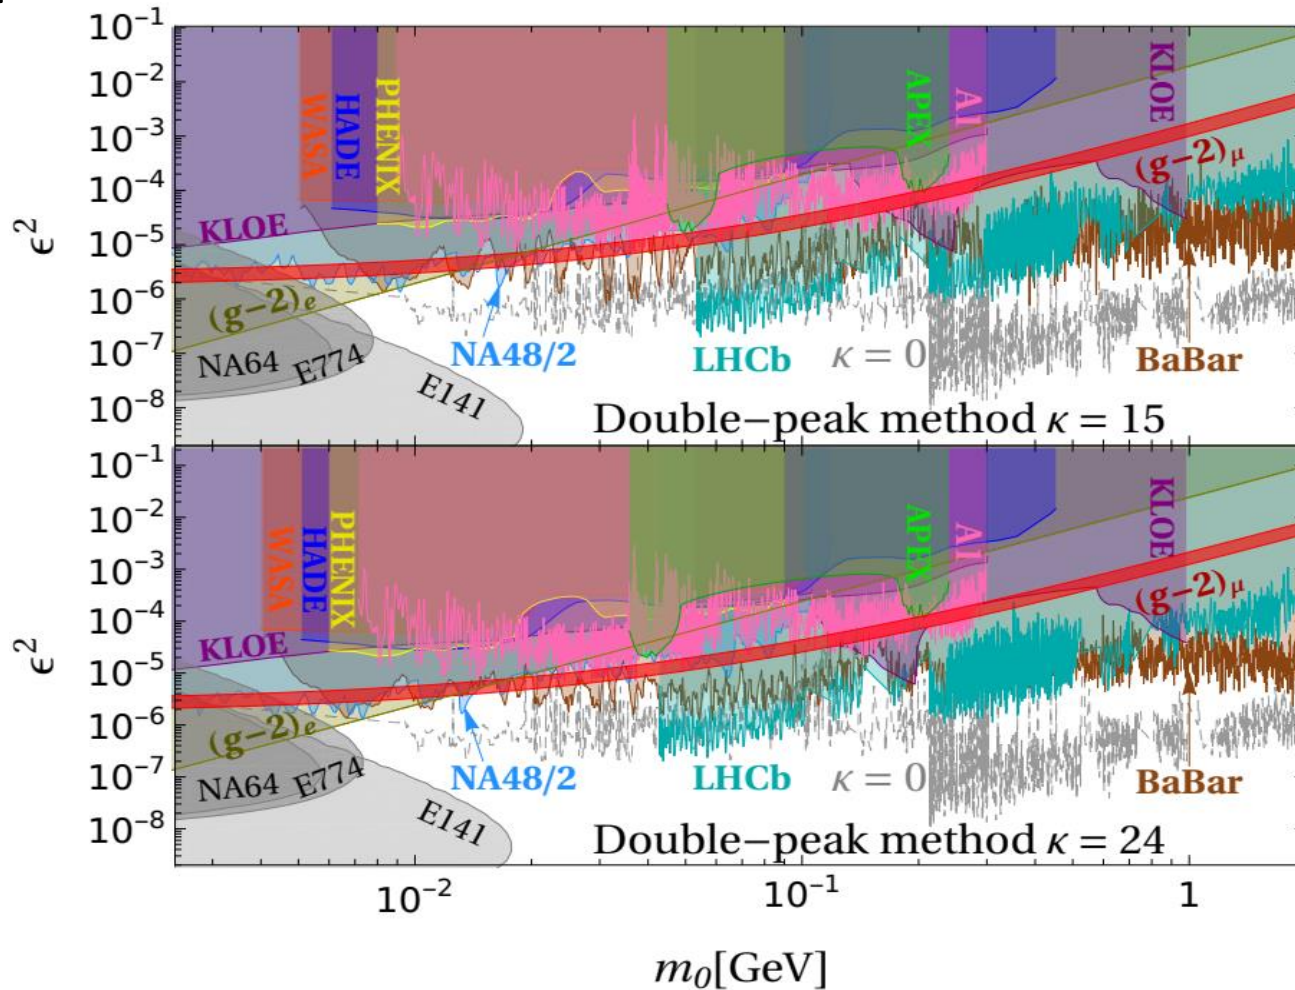 10⁻¹
10⁻²
10⁻³
10⁻⁴
10⁻⁵
10⁻⁶
10⁻⁷
10⁻⁸
ϵ²
WASA
HADE
PHENIX
KLOE
APEX
A1
KLOE
(g−2)μ
(g−2)e
NA64
E774
E141
NA48/2
LHCb
κ = 0
BaBar
Double−peak method κ = 15
10⁻¹
10⁻²
10⁻³
10⁻⁴
10⁻⁵
10⁻⁶
10⁻⁷
10⁻⁸
ϵ²
WASA
HADE
PHENIX
KLOE
APEX
A1
KLOE
(g−2)μ
(g−2)e
NA64
E774
E141
NA48/2
LHCb
κ = 0
BaBar
Double−peak method κ = 24
10⁻² 10⁻¹ 1
m₀[GeV]